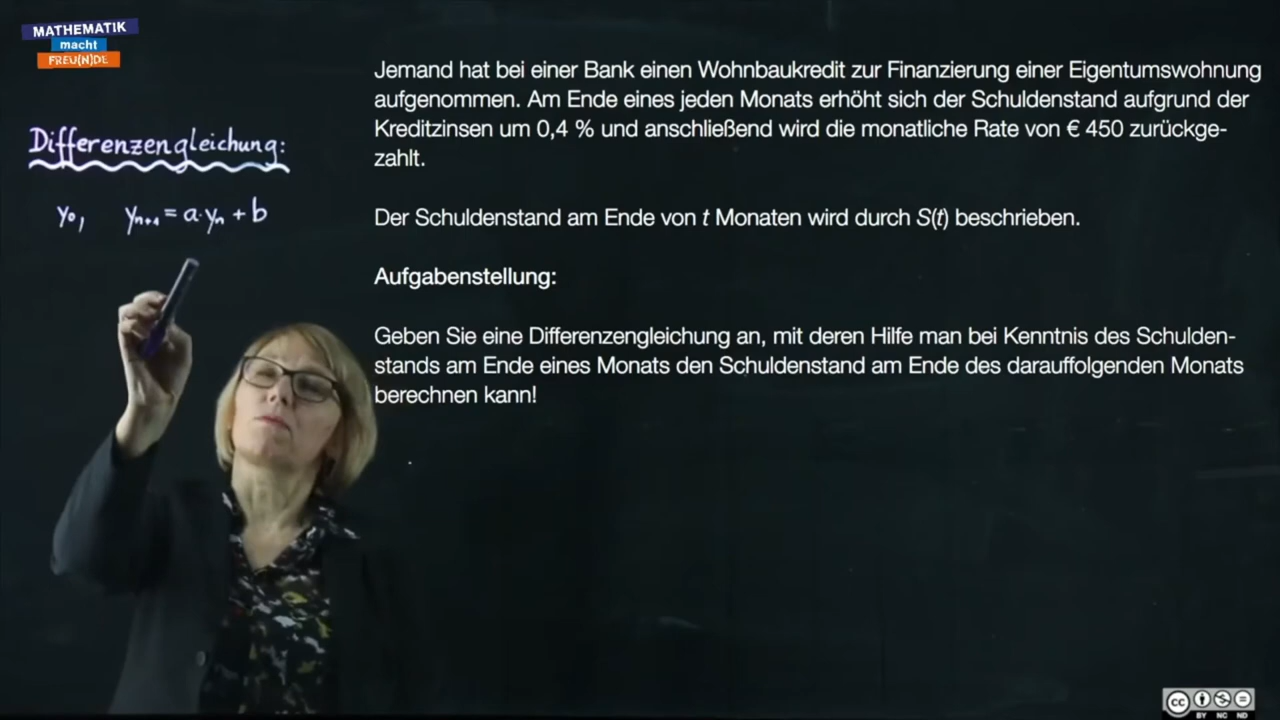 MATHEMATIK
macht
FREU(N)DE
Differenzengleichung:
y₀, yₙ₊₁ = a·yₙ + b
Jemand hat bei einer Bank einen Wohnbaukredit zur Finanzierung einer Eigentumswohnung
aufgenommen. Am Ende eines jeden Monats erhöht sich der Schuldenstand aufgrund der
Kreditzinsen um 0,4 % und anschließend wird die monatliche Rate von € 450 zurückge-
zahlt.
Der Schuldenstand am Ende von t Monaten wird durch S(t) beschrieben.
Aufgabenstellung:
Geben Sie eine Differenzengleichung an, mit deren Hilfe man bei Kenntnis des Schulden-
stands am Ende eines Monats den Schuldenstand am Ende des darauffolgenden Monats
berechnen kann!
cc
BY NC ND